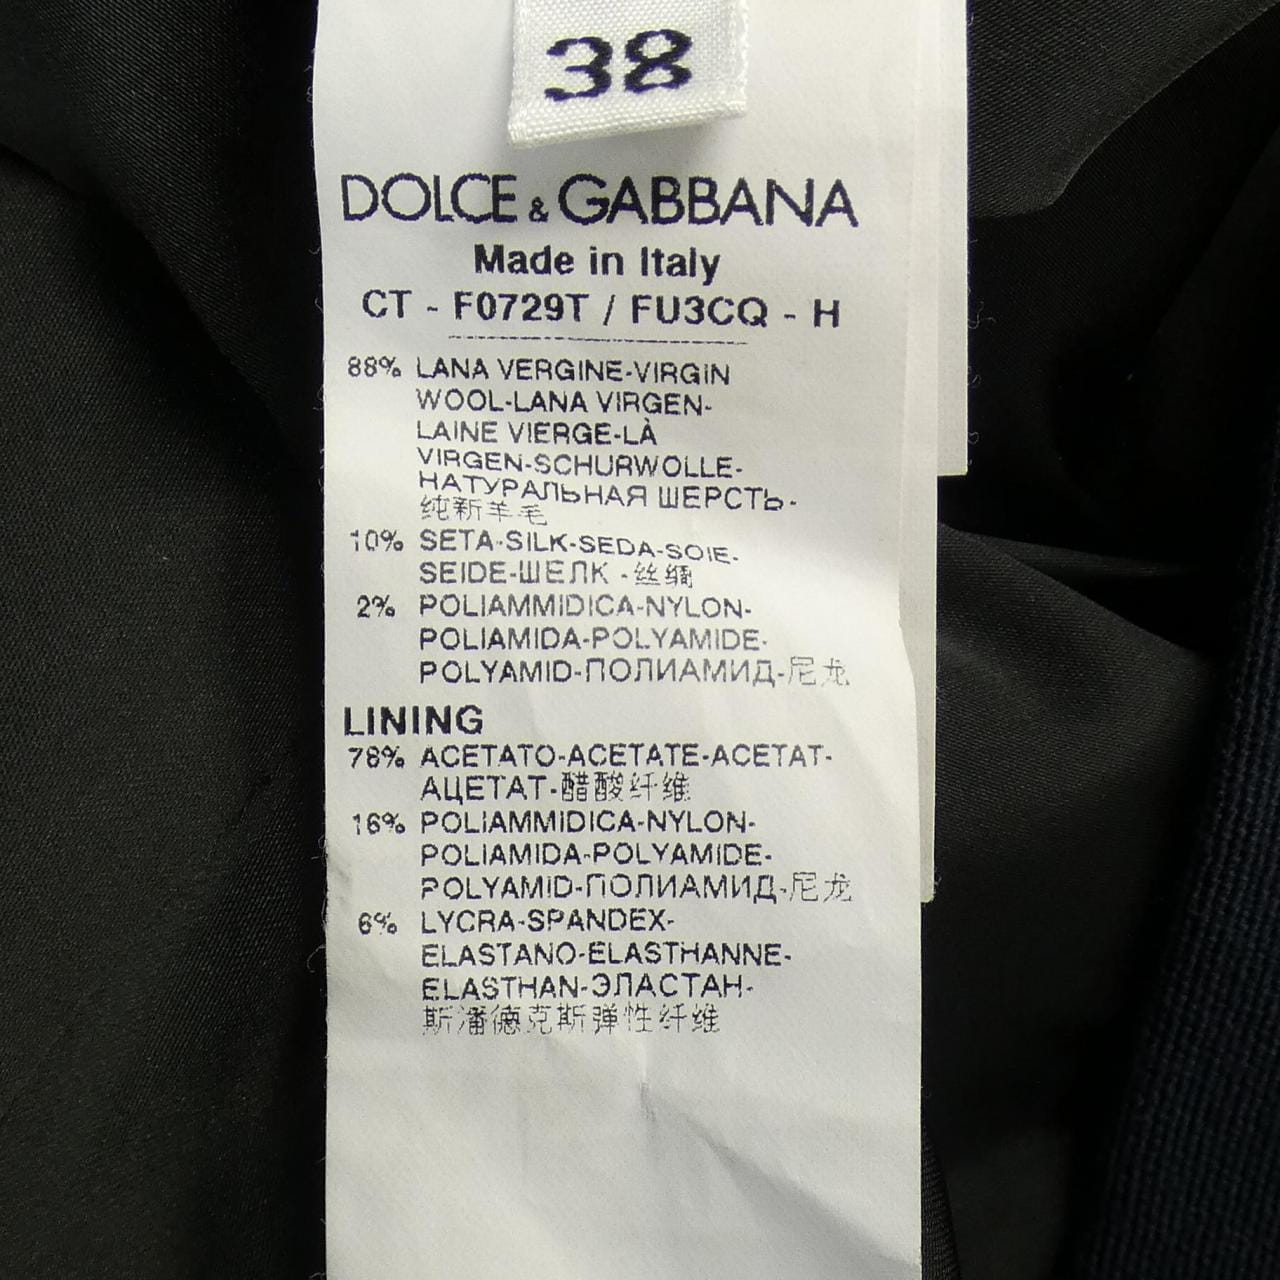 38
DOLCE & GABBANA
Made in Italy
CT - F0729T / FU3CQ - H
88% LANA VERGINE-VIRGIN
WOOL-LANA VIRGEN-
LAINE VIERGE-LÀ
VIRGEN-SCHURWOLLE-
НАТУРАЛЬНАЯ ШЕРСТЬ-
纯新羊毛
10% SETA-SILK-SEDA-SOIE-
SEIDE-ШЕЛК -丝绸
2% POLIAMMIDICA-NYLON-
POLIAMIDA-POLYAMIDE-
POLYAMID-ПОЛИАМИД-尼龙
LINING
78% ACETATO-ACETATE-ACETAT-
АЦЕТАТ-醋酸纤维
16% POLIAMMIDICA-NYLON-
POLIAMIDA-POLYAMIDE-
POLYAMID-ПОЛИАМИД-尼龙
6% LYCRA-SPANDEX-
ELASTANO-ELASTHANNE-
ELASTHAN-ЭЛАСТАН-
斯潘德克斯弹性纤维